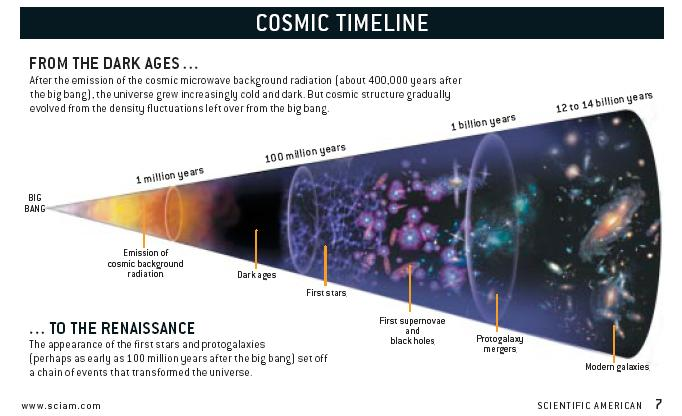 COSMIC TIMELINE
FROM THE DARK AGES ...
After the emission of the cosmic microwave background radiation (about 400,000 years after
the big bang), the universe grew increasingly cold and dark. But cosmic structure gradually
evolved from the density fluctuations left over from the big bang.
12 to 14 billion years
1 billion years
100 million years
1 million years
BIG
BANG
Emission of
cosmic background
radiation
Dark ages
First stars
First supernovae
and
black holes
Protogalaxy
mergers
Modern galaxies
... TO THE RENAISSANCE
The appearance of the first stars and protogalaxies
(perhaps as early as 100 million years after the big bang) set off
a chain of events that transformed the universe.
www.sciam.com
SCIENTIFIC AMERICAN 7